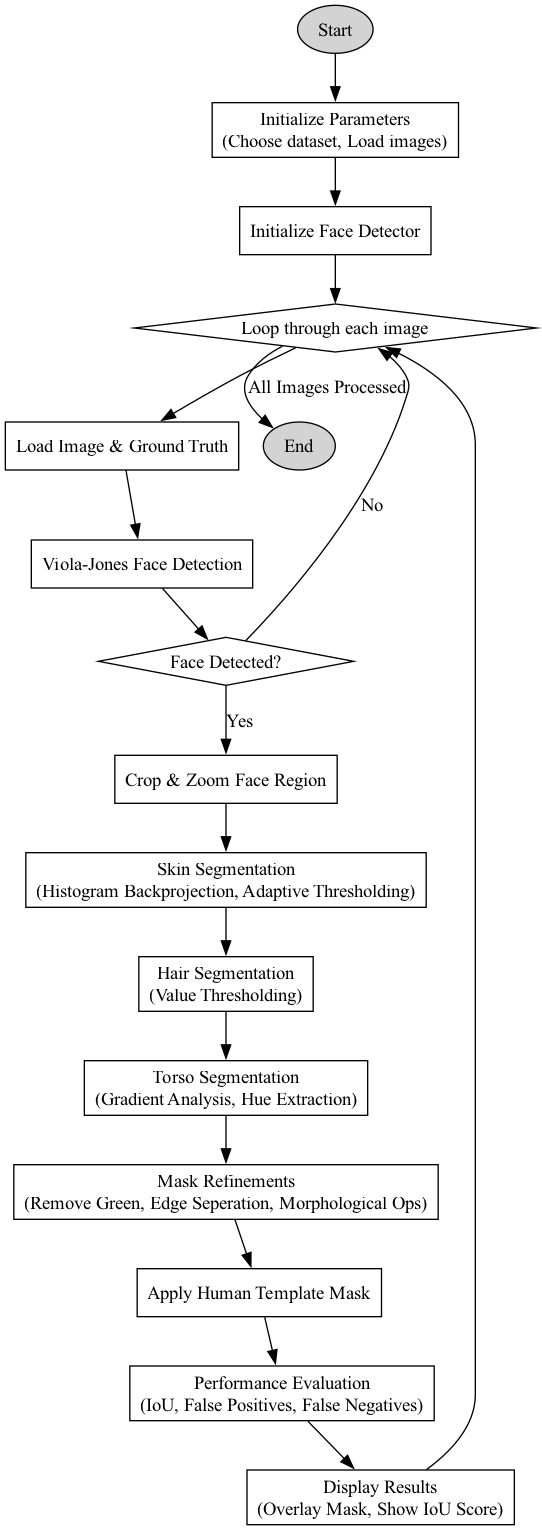 Start
Initialize Parameters
(Choose dataset, Load images)
Initialize Face Detector
Loop through each image
All Images Processed
Load Image & Ground Truth
End
No
Viola-Jones Face Detection
Face Detected?
Yes
Crop & Zoom Face Region
Skin Segmentation
(Histogram Backprojection, Adaptive Thresholding)
Hair Segmentation
(Value Thresholding)
Torso Segmentation
(Gradient Analysis, Hue Extraction)
Mask Refinements
(Remove Green, Edge Seperation, Morphological Ops)
Apply Human Template Mask
Performance Evaluation
(IoU, False Positives, False Negatives)
Display Results
(Overlay Mask, Show IoU Score)